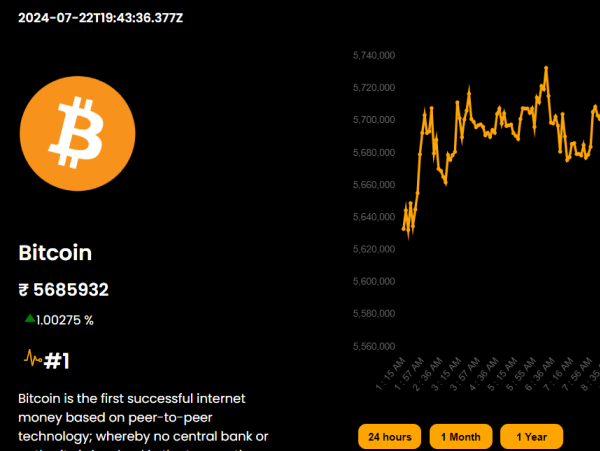 2024-07-22T19:43:36.377Z
Bitcoin
₹ 5685932
1.00275 %
#1
Bitcoin is the first successful internet
money based on peer-to-peer
technology; whereby no central bank or
5,740,000
5,720,000
5,700,000
5,680,000
5,660,000
5,640,000
5,620,000
5,600,000
5,580,000
5,560,000
1 : 15 AM
1 : 57 AM
2 : 36 AM
3 : 15 AM
3 : 57 AM
4 : 36 AM
5 : 15 AM
5 : 55 AM
6 : 36 AM
7 : 16 AM
7 : 56 AM
8 : 35
24 hours
1 Month
1 Year